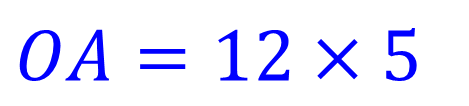 OA = 12 × 5